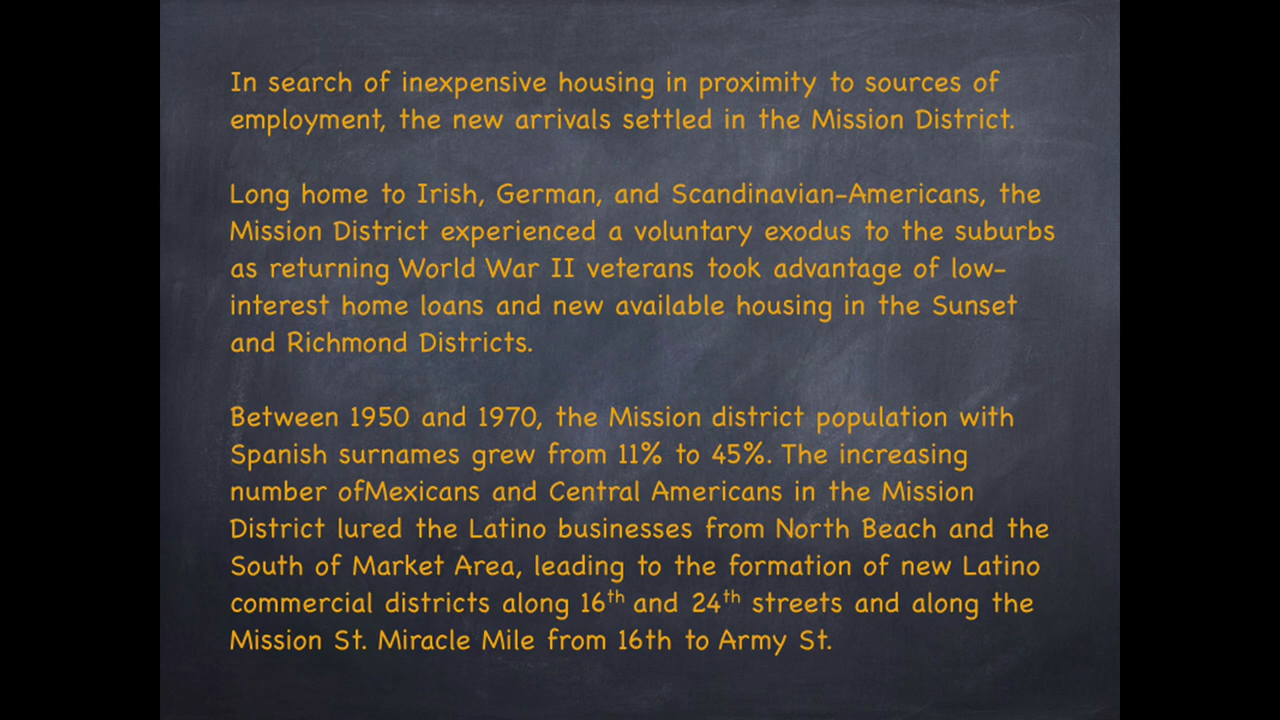 In search of inexpensive housing in proximity to sources of
employment, the new arrivals settled in the Mission District.
Long home to Irish, German, and Scandinavian-Americans, the
Mission District experienced a voluntary exodus to the suburbs
as returning World War II veterans took advantage of low-
interest home loans and new available housing in the Sunset
and Richmond Districts.
Between 1950 and 1970, the Mission district population with
Spanish surnames grew from 11% to 45%. The increasing
number ofMexicans and Central Americans in the Mission
District lured the Latino businesses from North Beach and the
South of Market Area, leading to the formation of new Latino
commercial districts along 16th and 24th streets and along the
Mission St. Miracle Mile from 16th to Army St.